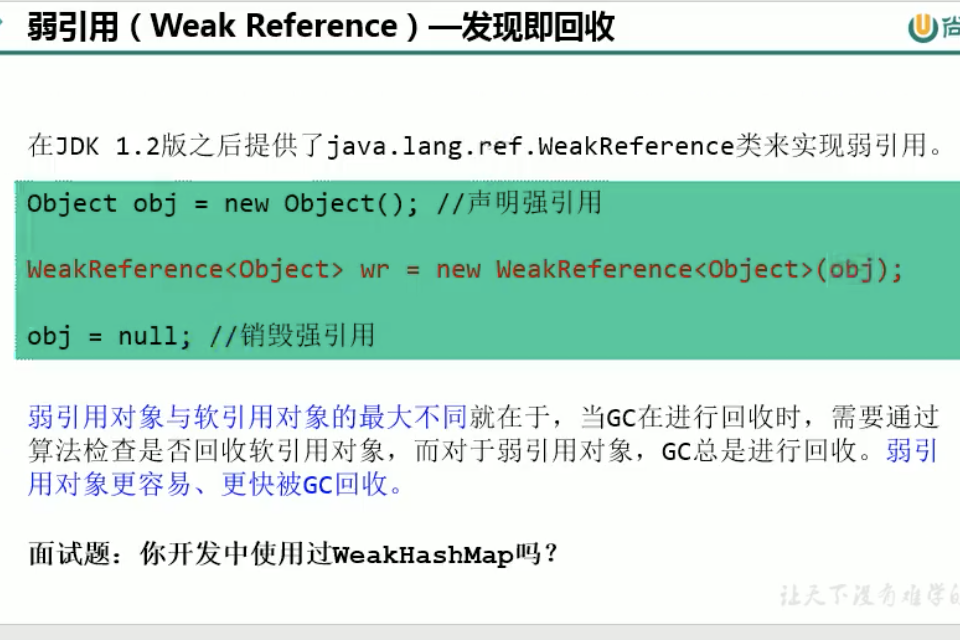 弱引用（Weak Reference）—发现即回收
尚
在JDK 1.2版之后提供了java.lang.ref.WeakReference类来实现弱引用。
Object obj = new Object(); //声明强引用
WeakReference<Object> wr = new WeakReference<Object>(obj);
obj = null; //销毁强引用
弱引用对象与软引用对象的最大不同就在于，当GC在进行回收时，需要通过
算法检查是否回收软引用对象，而对于弱引用对象，GC总是进行回收。弱引
用对象更容易、更快被GC回收。
面试题：你开发中使用过WeakHashMap吗？
让天下没有难学的